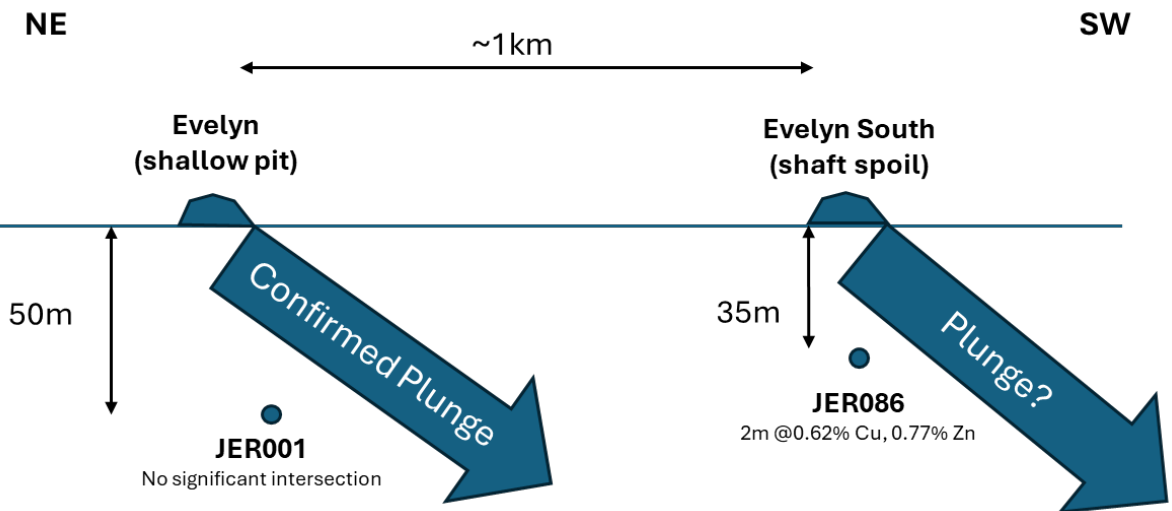 NE
SW
~1km
Evelyn
(shallow pit)
Evelyn South
(shaft spoil)
50m
Confirmed Plunge
35m
Plunge?
JER001
No significant intersection
JER086
2m @0.62% Cu, 0.77% Zn